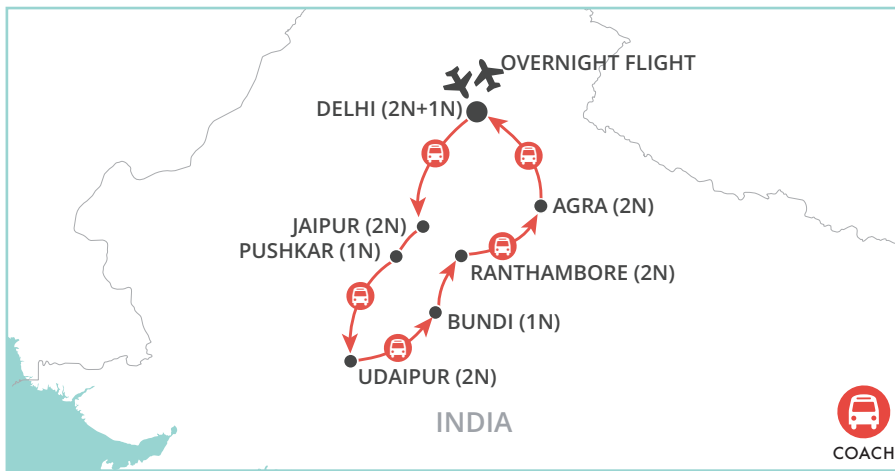 OVERNIGHT FLIGHT
DELHI (2N+1N)
AGRA (2N)
JAIPUR (2N)
PUSHKAR (1N)
RANTHAMBORE (2N)
BUNDI (1N)
UDAIPUR (2N)
INDIA
COACH